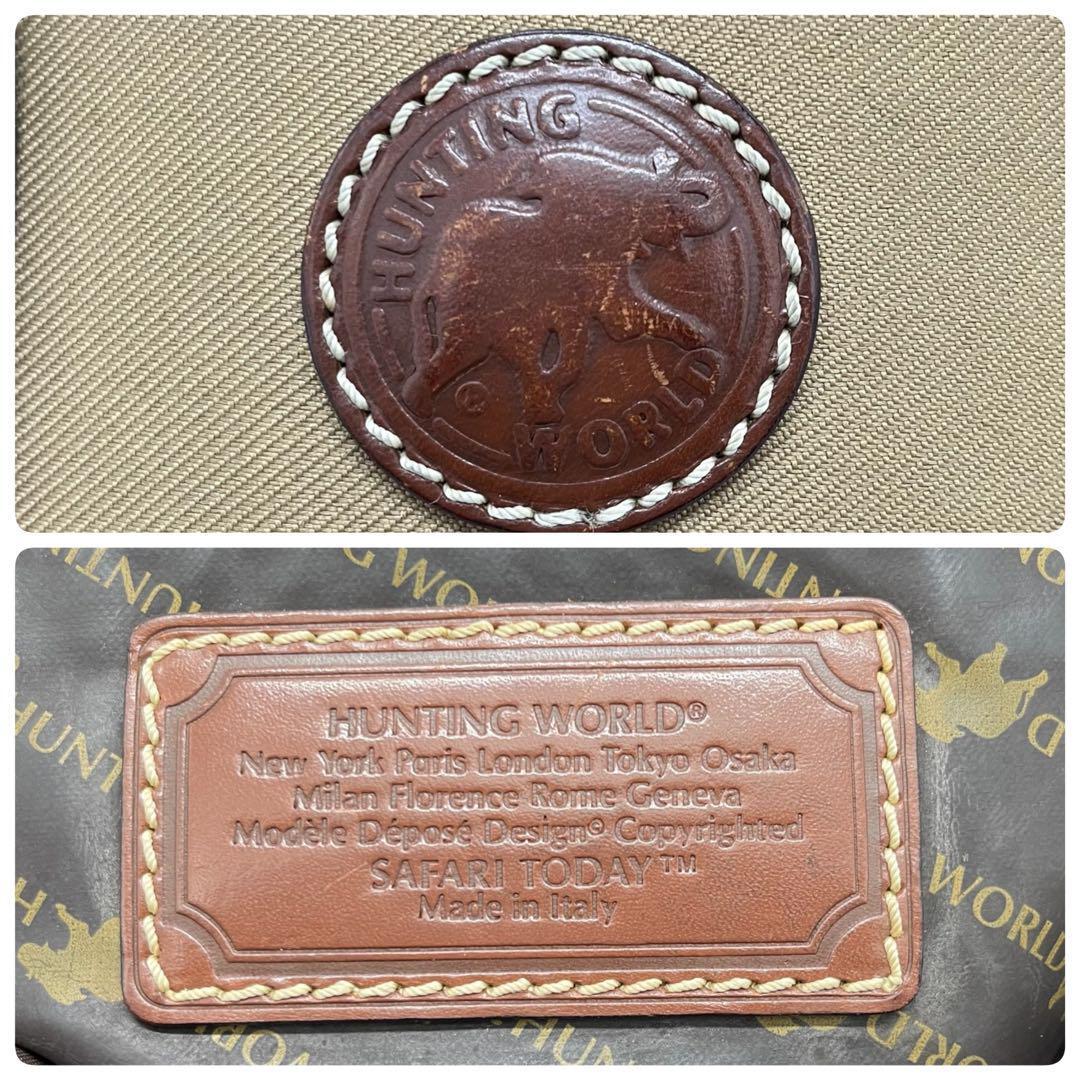 HUNTING
WORLD
©
HUNTING WORLD®
New York Paris London Tokyo Osaka
Milan Florence Rome Geneva
Modèle Déposé Design© Copyrighted
SAFARI TODAY™
Made in Italy
WORLD